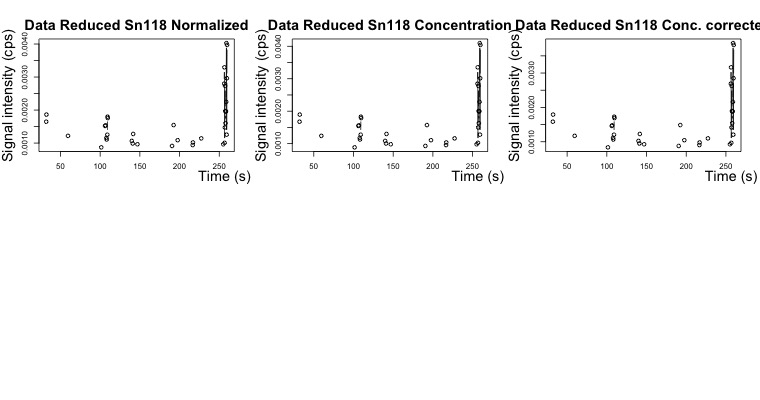 Data Reduced Sn118 Normalized
Signal intensity (cps)
0.0010 0.0020 0.0030 0.0040
50 100 150 200 250
Time (s)
Data Reduced Sn118 Concentration
Signal intensity (cps)
0.0010 0.0020 0.0030 0.0040
50 100 150 200 250
Time (s)
Data Reduced Sn118 Conc. correcte
Signal intensity (cps)
0.0010 0.0020 0.0030
50 100 150 200 250
Time (s)